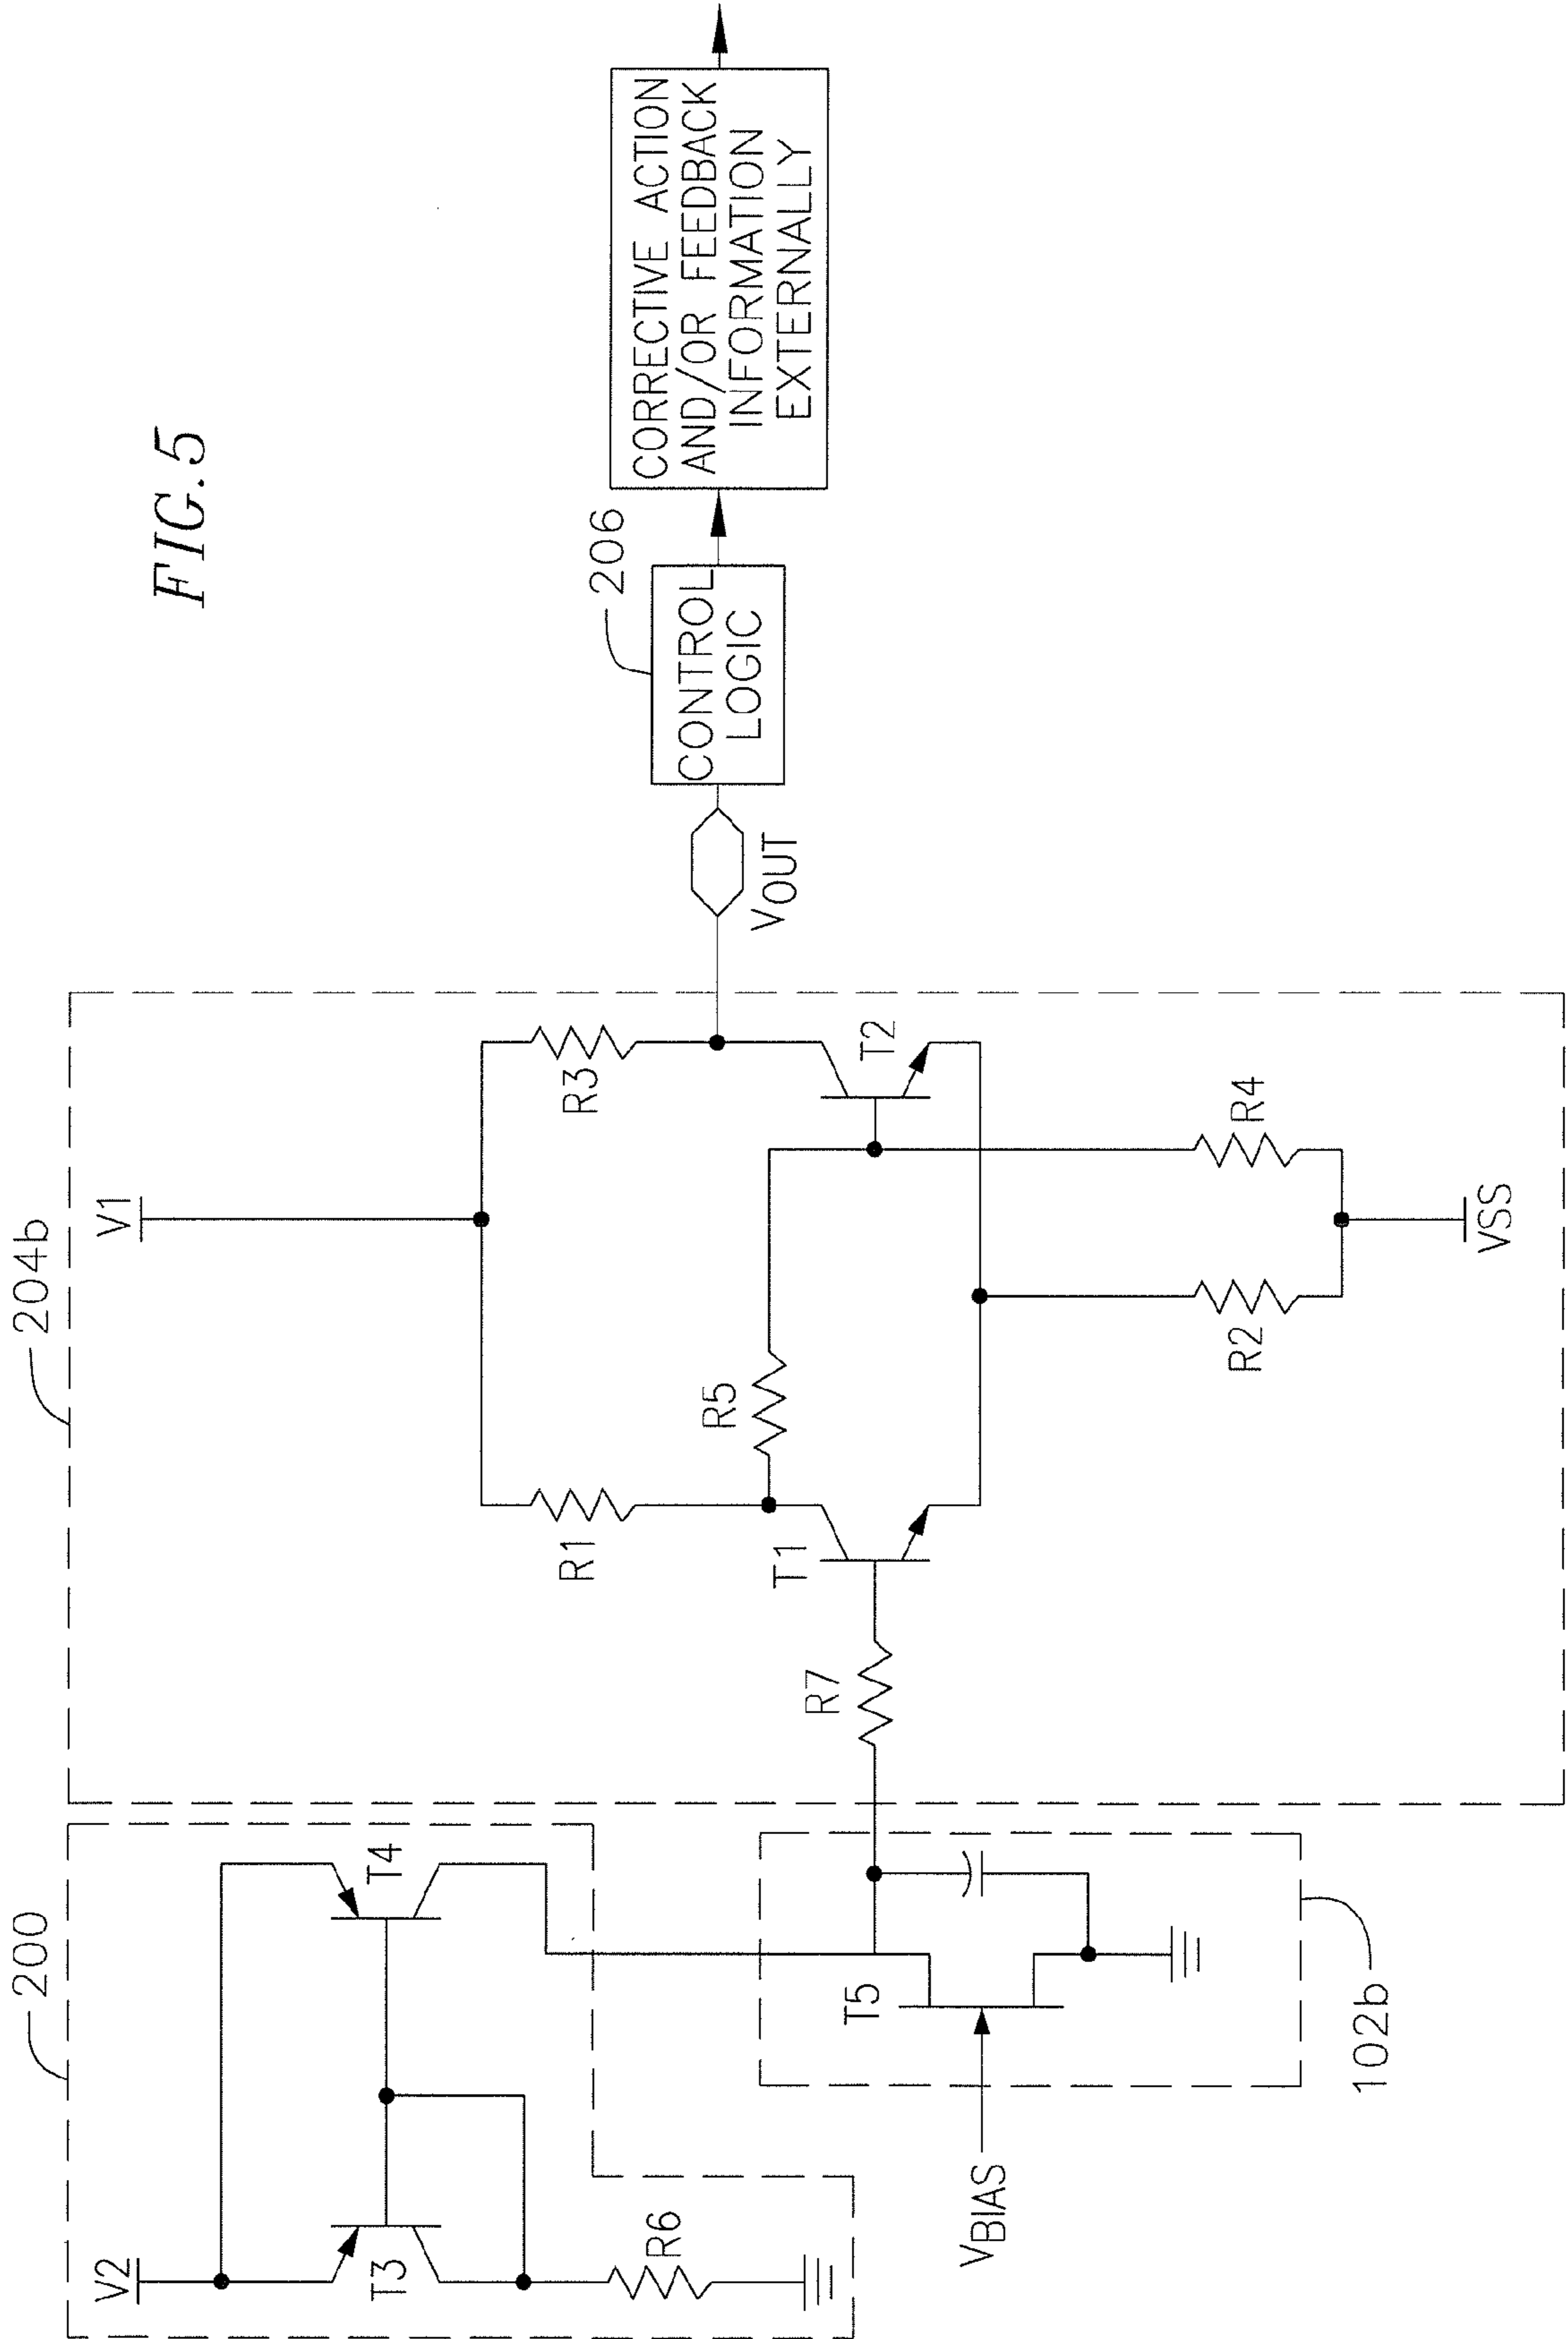 FIG.5
200
V2
T3
T4
R6
VBIAS
T5
102b
204b
V1
R1
R3
R5
R7
T1
T2
R2
R4
VSS
VOUT
206
CONTROL
LOGIC
CORRECTIVE ACTION
AND/OR FEEDBACK
INFORMATION
EXTERNALLY